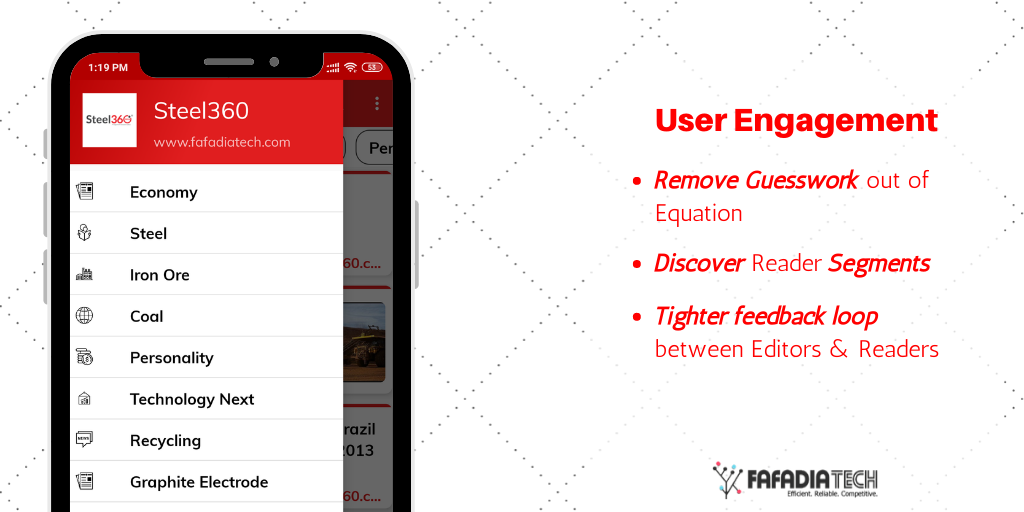 1:19 PM
53
Steel360
Steel360
www.fafadiatech.com
Per
Economy
Steel
Iron Ore
60.c...
Coal
Personality
Technology Next
razil
Recycling
2013
Graphite Electrode
60.c...
User Engagement
• Remove Guesswork out of
Equation
• Discover Reader Segments
• Tighter feedback loop
between Editors & Readers
FAFADIATECH
Efficient. Reliable. Competitive.